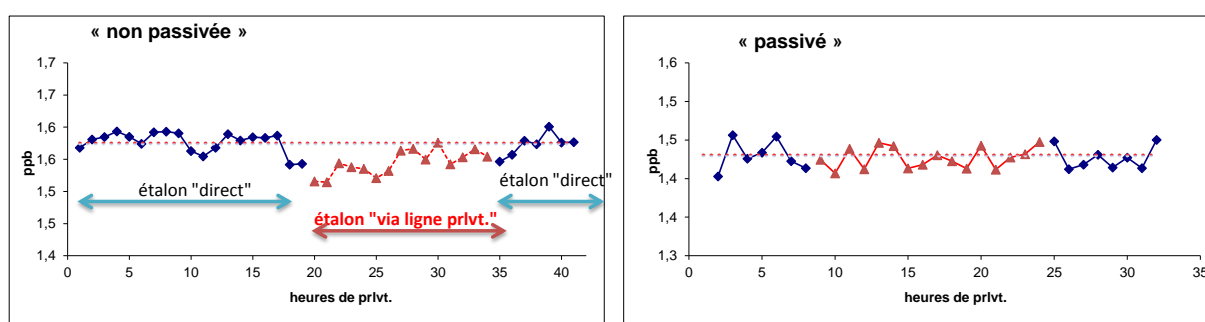 « non passivée »
1,7
1,7
1,6
1,6
1,5
1,5
1,4
ppb
étalon "direct"
étalon "via ligne prlvt."
étalon "direct"
0 5 10 15 20 25 30 35 40
heures de prlvt.
« passivé »
1,6
1,5
1,5
1,4
1,4
1,3
ppb
0 5 10 15 20 25 30 35
heures de prlvt.